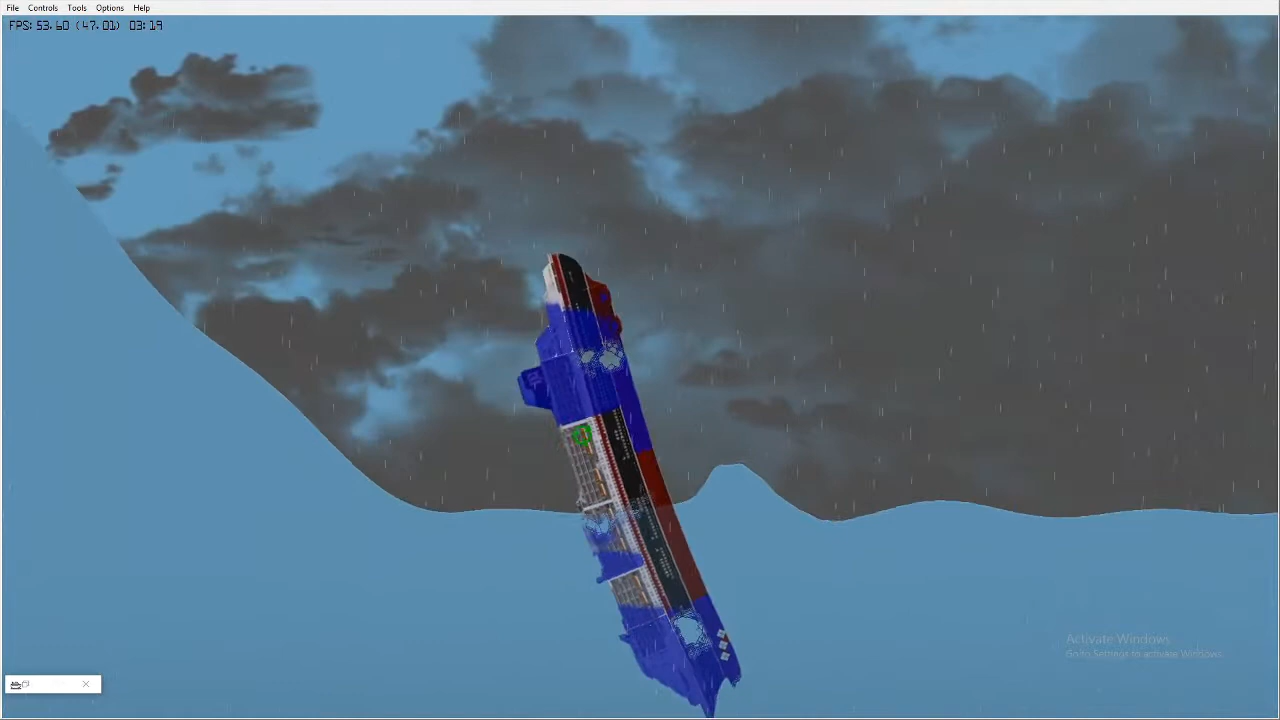 File Controls Tools Options Help
FPS: 53.60 (47.01) 03:19
Activate Windows
Go to Settings to activate Windows.